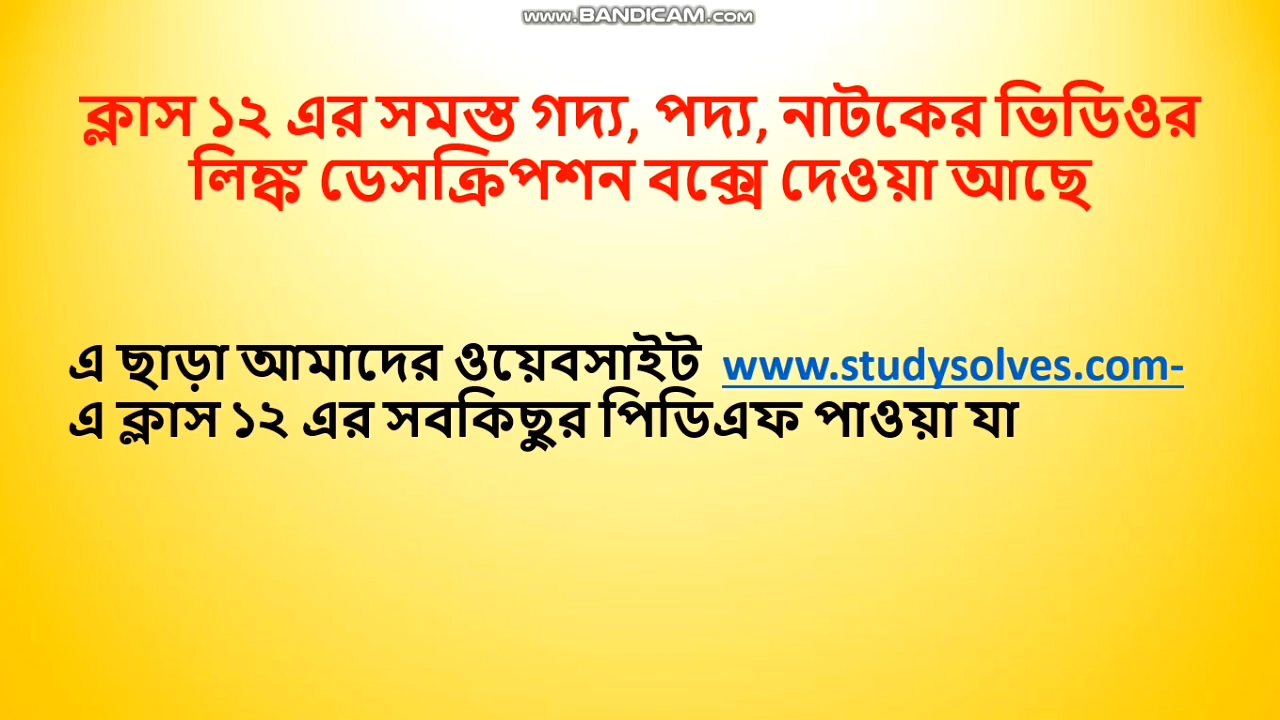 www.BANDICAM.com
ক্লাস ১২ এর সমস্ত গদ্য, পদ্য, নাটকের ভিডিওর
লিঙ্ক ডেসক্রিপশন বক্সে দেওয়া আছে
এ ছাড়া আমাদের ওয়েবসাইট www.studysolves.com-
এ ক্লাস ১২ এর সবকিছুর পিডিএফ পাওয়া যা